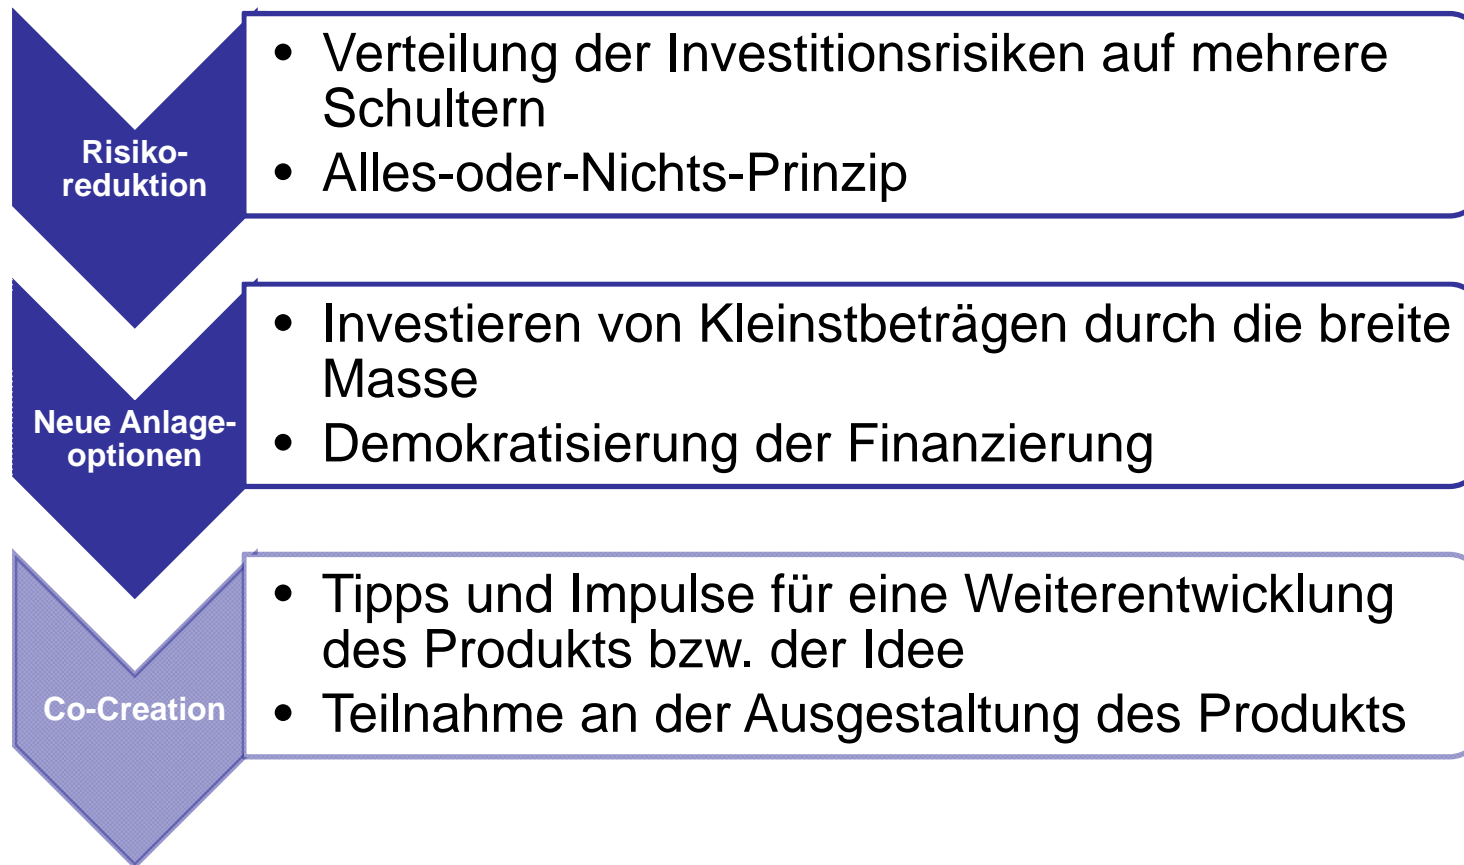 Risiko-
reduktion
• Verteilung der Investitionsrisiken auf mehrere
Schultern
• Alles-oder-Nichts-Prinzip
Neue Anlage-
optionen
• Investieren von Kleinstbeträgen durch die breite
Masse
• Demokratisierung der Finanzierung
Co-Creation
• Tipps und Impulse für eine Weiterentwicklung
des Produkts bzw. der Idee
• Teilnahme an der Ausgestaltung des Produkts